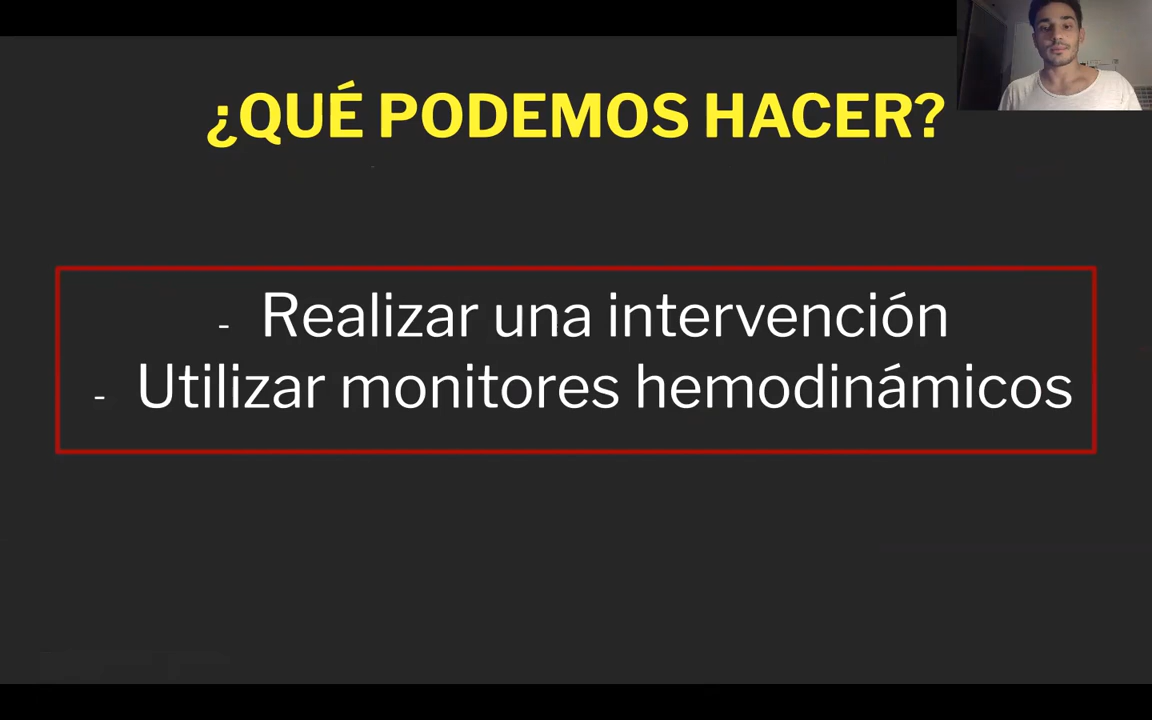 ¿QUÉ PODEMOS HACER?
- Realizar una intervención
- Utilizar monitores hemodinámicos